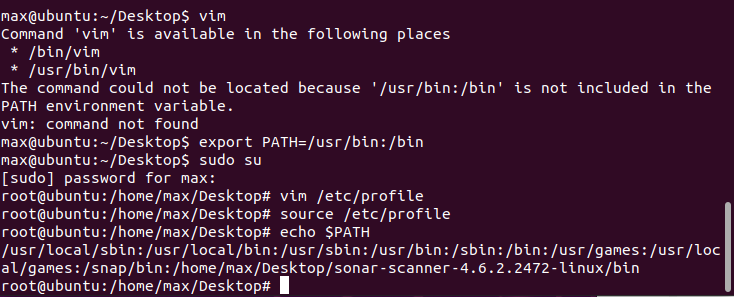 max@ubuntu:~/Desktop$ vim
Command 'vim' is available in the following places
 * /bin/vim
 * /usr/bin/vim
The command could not be located because '/usr/bin:/bin' is not included in the
PATH environment variable.
vim: command not found
max@ubuntu:~/Desktop$ export PATH=/usr/bin:/bin
max@ubuntu:~/Desktop$ sudo su
[sudo] password for max:
root@ubuntu:/home/max/Desktop# vim /etc/profile
root@ubuntu:/home/max/Desktop# source /etc/profile
root@ubuntu:/home/max/Desktop# echo $PATH
/usr/local/sbin:/usr/local/bin:/usr/sbin:/usr/bin:/sbin:/bin:/usr/games:/usr/loc
al/games:/snap/bin:/home/max/Desktop/sonar-scanner-4.6.2.2472-linux/bin
root@ubuntu:/home/max/Desktop#